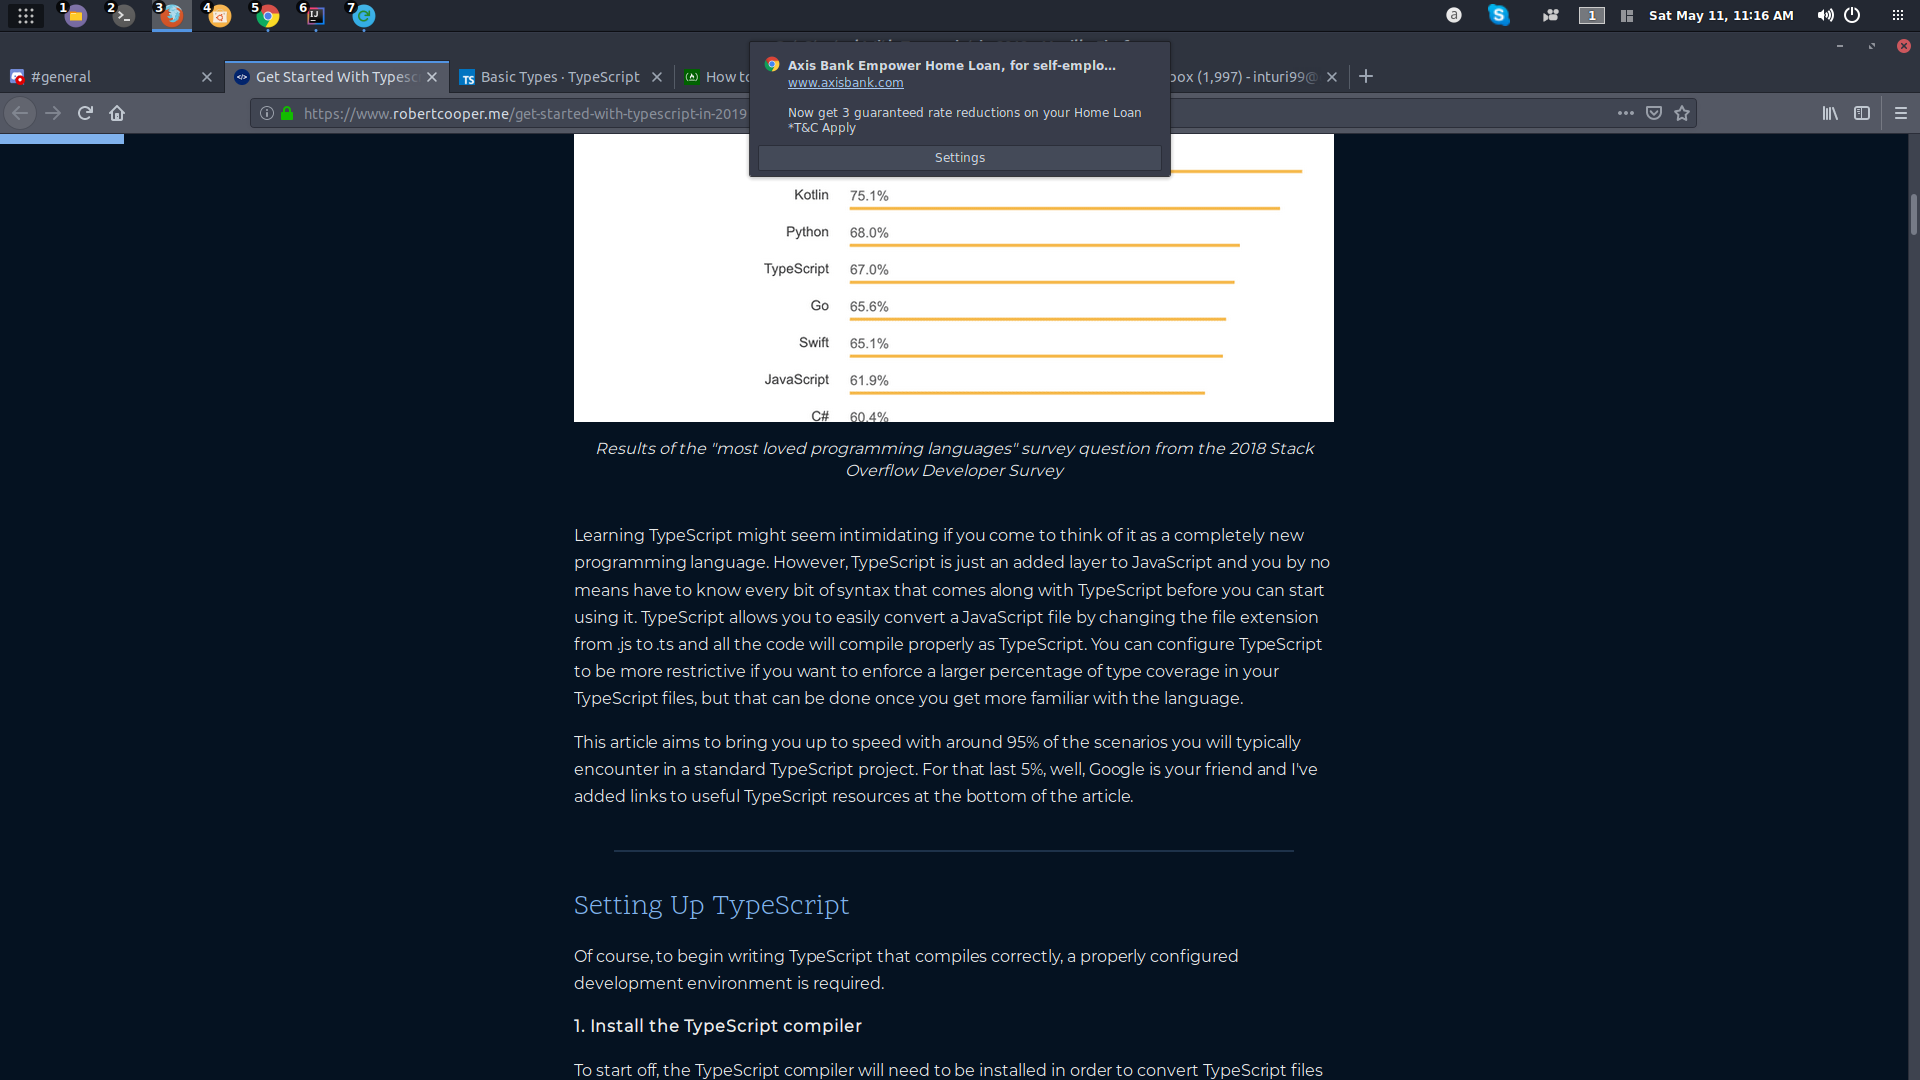 1 2 3 4 5 6 7
a
1
Sat May 11, 11:16 AM
#general
Get Started With Typesc
TS Basic Types · TypeScript
How to
box (1,997) - inturi99@
https://www.robertcooper.me/get-started-with-typescript-in-2019
Axis Bank Empower Home Loan, for self-emplo...
www.axisbank.com
Now get 3 guaranteed rate reductions on your Home Loan
*T&C Apply
Settings
Kotlin 75.1%
Python 68.0%
TypeScript 67.0%
Go 65.6%
Swift 65.1%
JavaScript 61.9%
C# 60.4%
Results of the "most loved programming languages" survey question from the 2018 Stack
Overflow Developer Survey
Learning TypeScript might seem intimidating if you come to think of it as a completely new
programming language. However, TypeScript is just an added layer to JavaScript and you by no
means have to know every bit of syntax that comes along with TypeScript before you can start
using it. TypeScript allows you to easily convert a JavaScript file by changing the file extension
from .js to .ts and all the code will compile properly as TypeScript. You can configure TypeScript
to be more restrictive if you want to enforce a larger percentage of type coverage in your
TypeScript files, but that can be done once you get more familiar with the language.
This article aims to bring you up to speed with around 95% of the scenarios you will typically
encounter in a standard TypeScript project. For that last 5%, well, Google is your friend and I've
added links to useful TypeScript resources at the bottom of the article.
Setting Up TypeScript
Of course, to begin writing TypeScript that compiles correctly, a properly configured
development environment is required.
1. Install the TypeScript compiler
To start off, the TypeScript compiler will need to be installed in order to convert TypeScript files